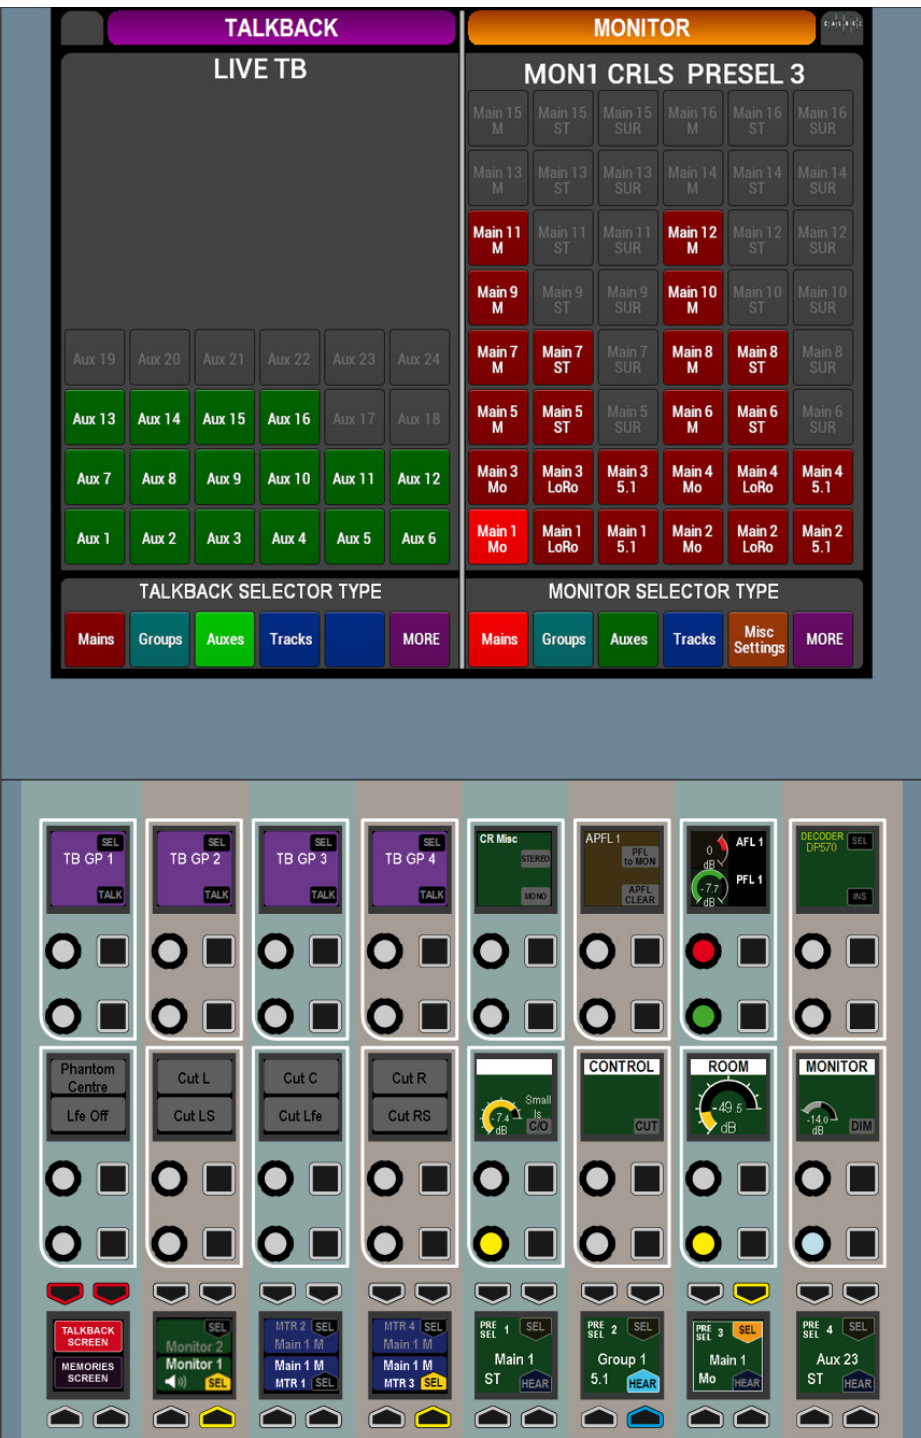 TALKBACK
MONITOR
CALREC
LIVE TB
MON1 CRLS PRESEL 3
Main 15 M
Main 15 ST
Main 15 SUR
Main 16 M
Main 16 ST
Main 16 SUR
Main 13 M
Main 13 ST
Main 13 SUR
Main 14 M
Main 14 ST
Main 14 SUR
Main 11 M
Main 11 ST
Main 11 SUR
Main 12 M
Main 12 ST
Main 12 SUR
Main 9 M
Main 9 ST
Main 9 SUR
Main 10 M
Main 10 ST
Main 10 SUR
Aux 19
Aux 20
Aux 21
Aux 22
Aux 23
Aux 24
Main 7 M
Main 7 ST
Main 7 SUR
Main 8 M
Main 8 ST
Main 8 SUR
Aux 13
Aux 14
Aux 15
Aux 16
Aux 17
Aux 18
Main 5 M
Main 5 ST
Main 5 SUR
Main 6 M
Main 6 ST
Main 6 SUR
Aux 7
Aux 8
Aux 9
Aux 10
Aux 11
Aux 12
Main 3 Mo
Main 3 LoRo
Main 3 5.1
Main 4 Mo
Main 4 LoRo
Main 4 5.1
Aux 1
Aux 2
Aux 3
Aux 4
Aux 5
Aux 6
Main 1 Mo
Main 1 LoRo
Main 1 5.1
Main 2 Mo
Main 2 LoRo
Main 2 5.1
TALKBACK SELECTOR TYPE
MONITOR SELECTOR TYPE
Mains
Groups
Auxes
Tracks
MORE
Mains
Groups
Auxes
Tracks
Misc Settings
MORE
SEL
TB GP 1
TALK
SEL
TB GP 2
TALK
SEL
TB GP 3
TALK
SEL
TB GP 4
TALK
CR Misc
STEREO
MONO
APFL 1
PFL to MON
APFL CLEAR
0 dB
AFL 1
-7.7 dB
PFL 1
DECODER DP570
SEL
INS
Phantom Centre
Lfe Off
Cut L
Cut LS
Cut C
Cut Lfe
Cut R
Cut RS
-7.4 dB
Small ls
C/O
CONTROL
CUT
ROOM
-49.5 dB
MONITOR
-14.0 dB
DIM
TALKBACK SCREEN
MEMORIES SCREEN
SEL
Monitor 2
Monitor 1
SEL
MTR 2 SEL
Main 1 M
Main 1 M
MTR 1 SEL
MTR 4 SEL
Main 1 M
Main 1 M
MTR 3 SEL
PRE SEL 1 SEL
Main 1
ST HEAR
PRE SEL 2 SEL
Group 1
5.1 HEAR
PRE SEL 3 SEL
Main 1
Mo HEAR
PRE SEL 4 SEL
Aux 23
ST HEAR